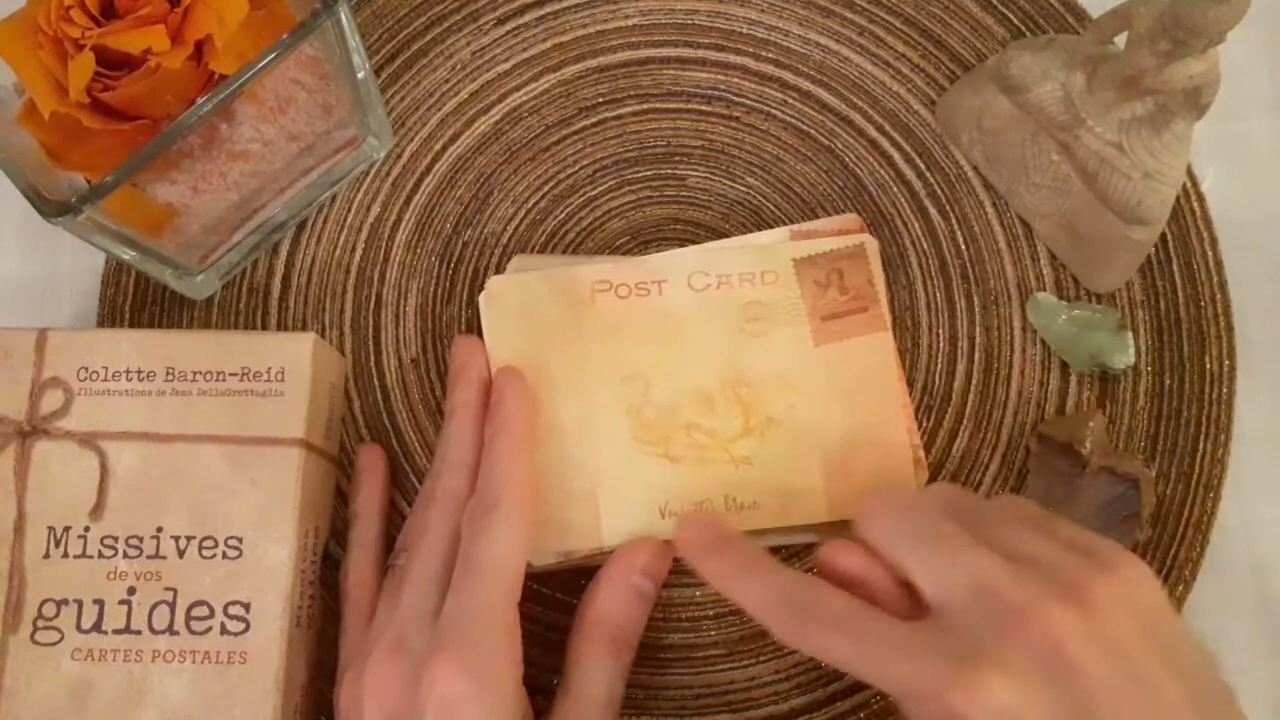 POST CARD
Colette Baron-Reid
Illustrations de Jena DellaGrottaglia
Missives
de vos
guides
CARTES POSTALES